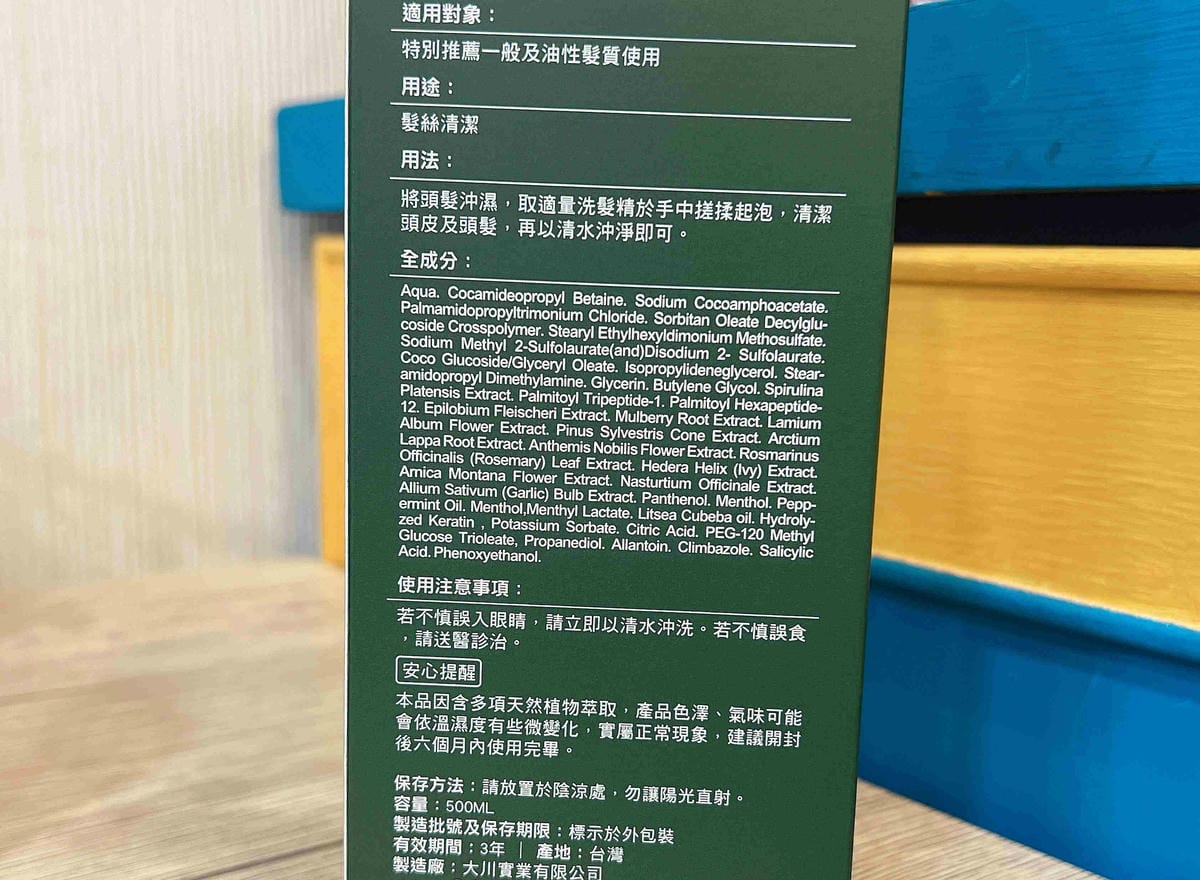 適用對象：
特別推薦一般及油性髮質使用
用途：
髮絲清潔
用法：
將頭髮沖濕，取適量洗髮精於手中搓揉起泡，清潔
頭皮及頭髮，再以清水沖淨即可。
全成分：
Aqua. Cocamideopropyl Betaine. Sodium Cocoamphoacetate.
Palmamidopropyltrimonium Chloride. Sorbitan Oleate Decylglu-
coside Crosspolymer. Stearyl Ethylhexyldimonium Methosulfate.
Sodium Methyl 2-Sulfolaurate(and)Disodium 2- Sulfolaurate.
Coco Glucoside/Glyceryl Oleate. Isopropylideneglycerol. Stear-
amidopropyl Dimethylamine. Glycerin. Butylene Glycol. Spirulina
Platensis Extract. Palmitoyl Tripeptide-1. Palmitoyl Hexapeptide-
12. Epilobium Fleischeri Extract. Mulberry Root Extract. Lamium
Album Flower Extract. Pinus Sylvestris Cone Extract. Arctium
Lappa Root Extract. Anthemis Nobilis Flower Extract. Rosmarinus
Officinalis (Rosemary) Leaf Extract. Hedera Helix (Ivy) Extract.
Arnica Montana Flower Extract. Nasturtium Officinale Extract.
Allium Sativum (Garlic) Bulb Extract. Panthenol. Menthol. Pepp-
ermint Oil. Menthol,Menthyl Lactate. Litsea Cubeba oil. Hydroly-
zed Keratin , Potassium Sorbate. Citric Acid. PEG-120 Methyl
Glucose Trioleate, Propanediol. Allantoin. Climbazole. Salicylic
Acid. Phenoxyethanol.
使用注意事項：
若不慎誤入眼睛，請立即以清水沖洗。若不慎誤食
，請送醫診治。
安心提醒
本品因含多項天然植物萃取，產品色澤、氣味可能
會依溫濕度有些微變化，實屬正常現象，建議開封
後六個月內使用完畢。
保存方法：請放置於陰涼處，勿讓陽光直射。
容量：500ML
製造批號及保存期限：標示於外包裝
有效期間：3年 ｜ 產地：台灣
製造廠：大川實業有限公司